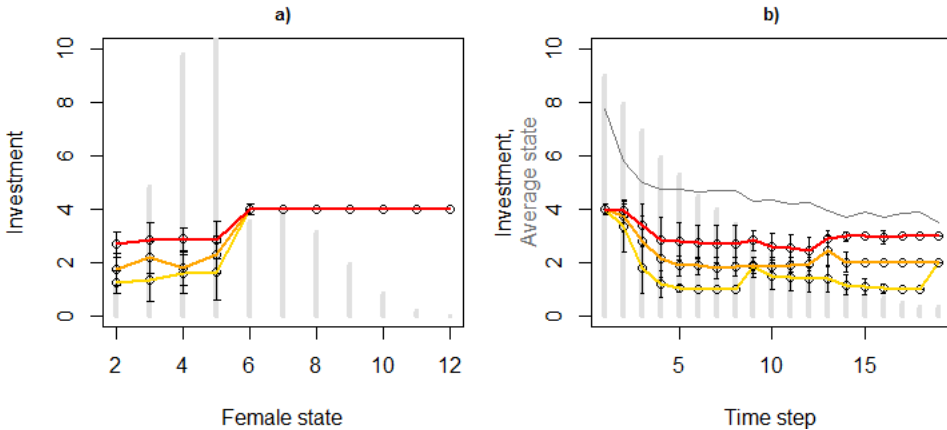 a)
Investment
0 2 4 6 8 10
2 4 6 8 10 12
Female state
b)
Investment,
Average state
0 2 4 6 8 10
5 10 15
Time step